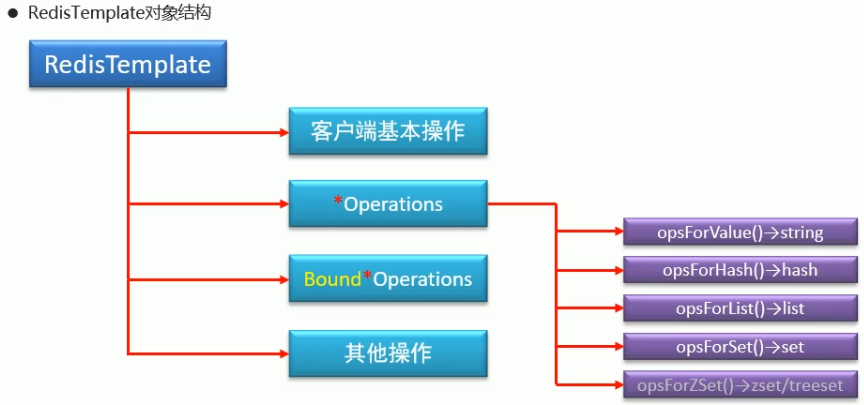 ● RedisTemplate对象结构
RedisTemplate
客户端基本操作
*Operations
Bound*Operations
其他操作
opsForValue()→string
opsForHash()→hash
opsForList()→list
opsForSet()→set
opsForZSet()→zset/treeset